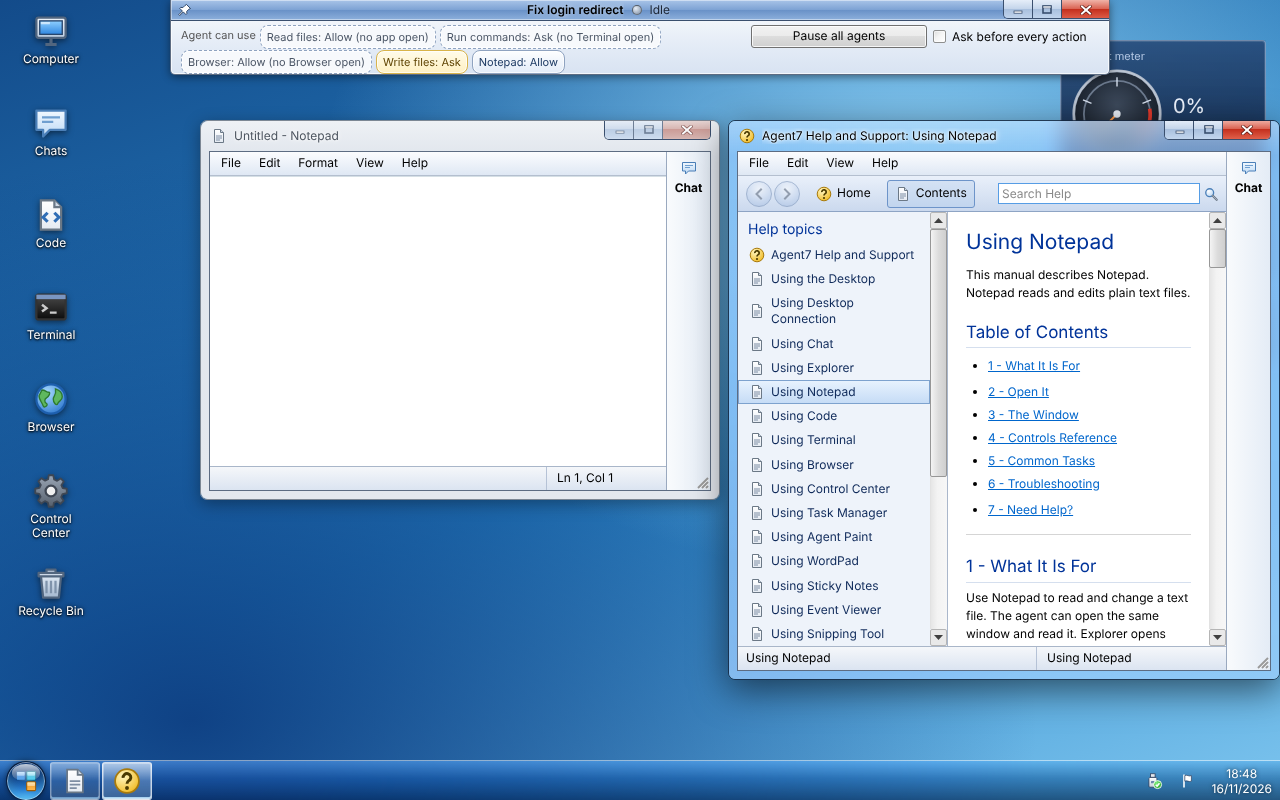 Fix login redirect Idle
Agent can use Read files: Allow (no app open) Run commands: Ask (no Terminal open)
Browser: Allow (no Browser open) Write files: Ask Notepad: Allow
Pause all agents Ask before every action
meter
0%
Computer
Chats
Code
Terminal
Browser
Control
Center
Recycle Bin
Untitled - Notepad
File Edit Format View Help
Chat
Ln 1, Col 1
Agent7 Help and Support: Using Notepad
File Edit View Help
Chat
Home Contents Search Help
Help topics
Agent7 Help and Support
Using the Desktop
Using Desktop
Connection
Using Chat
Using Explorer
Using Notepad
Using Code
Using Terminal
Using Browser
Using Control Center
Using Task Manager
Using Agent Paint
Using WordPad
Using Sticky Notes
Using Event Viewer
Using Snipping Tool
Using Notepad
This manual describes Notepad.
Notepad reads and edits plain text files.
Table of Contents
1 - What It Is For
2 - Open It
3 - The Window
4 - Controls Reference
5 - Common Tasks
6 - Troubleshooting
7 - Need Help?
1 - What It Is For
Use Notepad to read and change a text
file. The agent can open the same
window and read it. Explorer opens
Using Notepad Using Notepad
18:48
16/11/2026